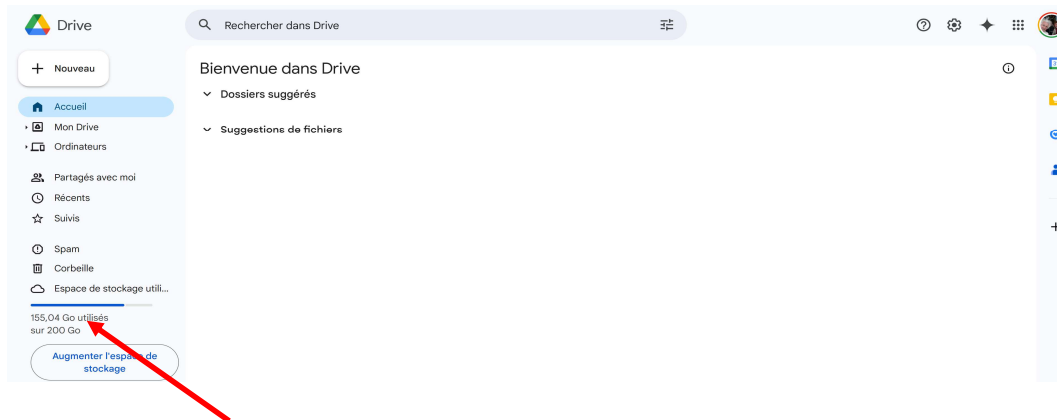 Drive
Rechercher dans Drive
Nouveau
Bienvenue dans Drive
Dossiers suggérés
Suggestions de fichiers
Accueil
Mon Drive
Ordinateurs
Partagés avec moi
Récents
Suivis
Spam
Corbeille
Espace de stockage utili...
155,04 Go utilisés
sur 200 Go
Augmenter l'espace de
stockage